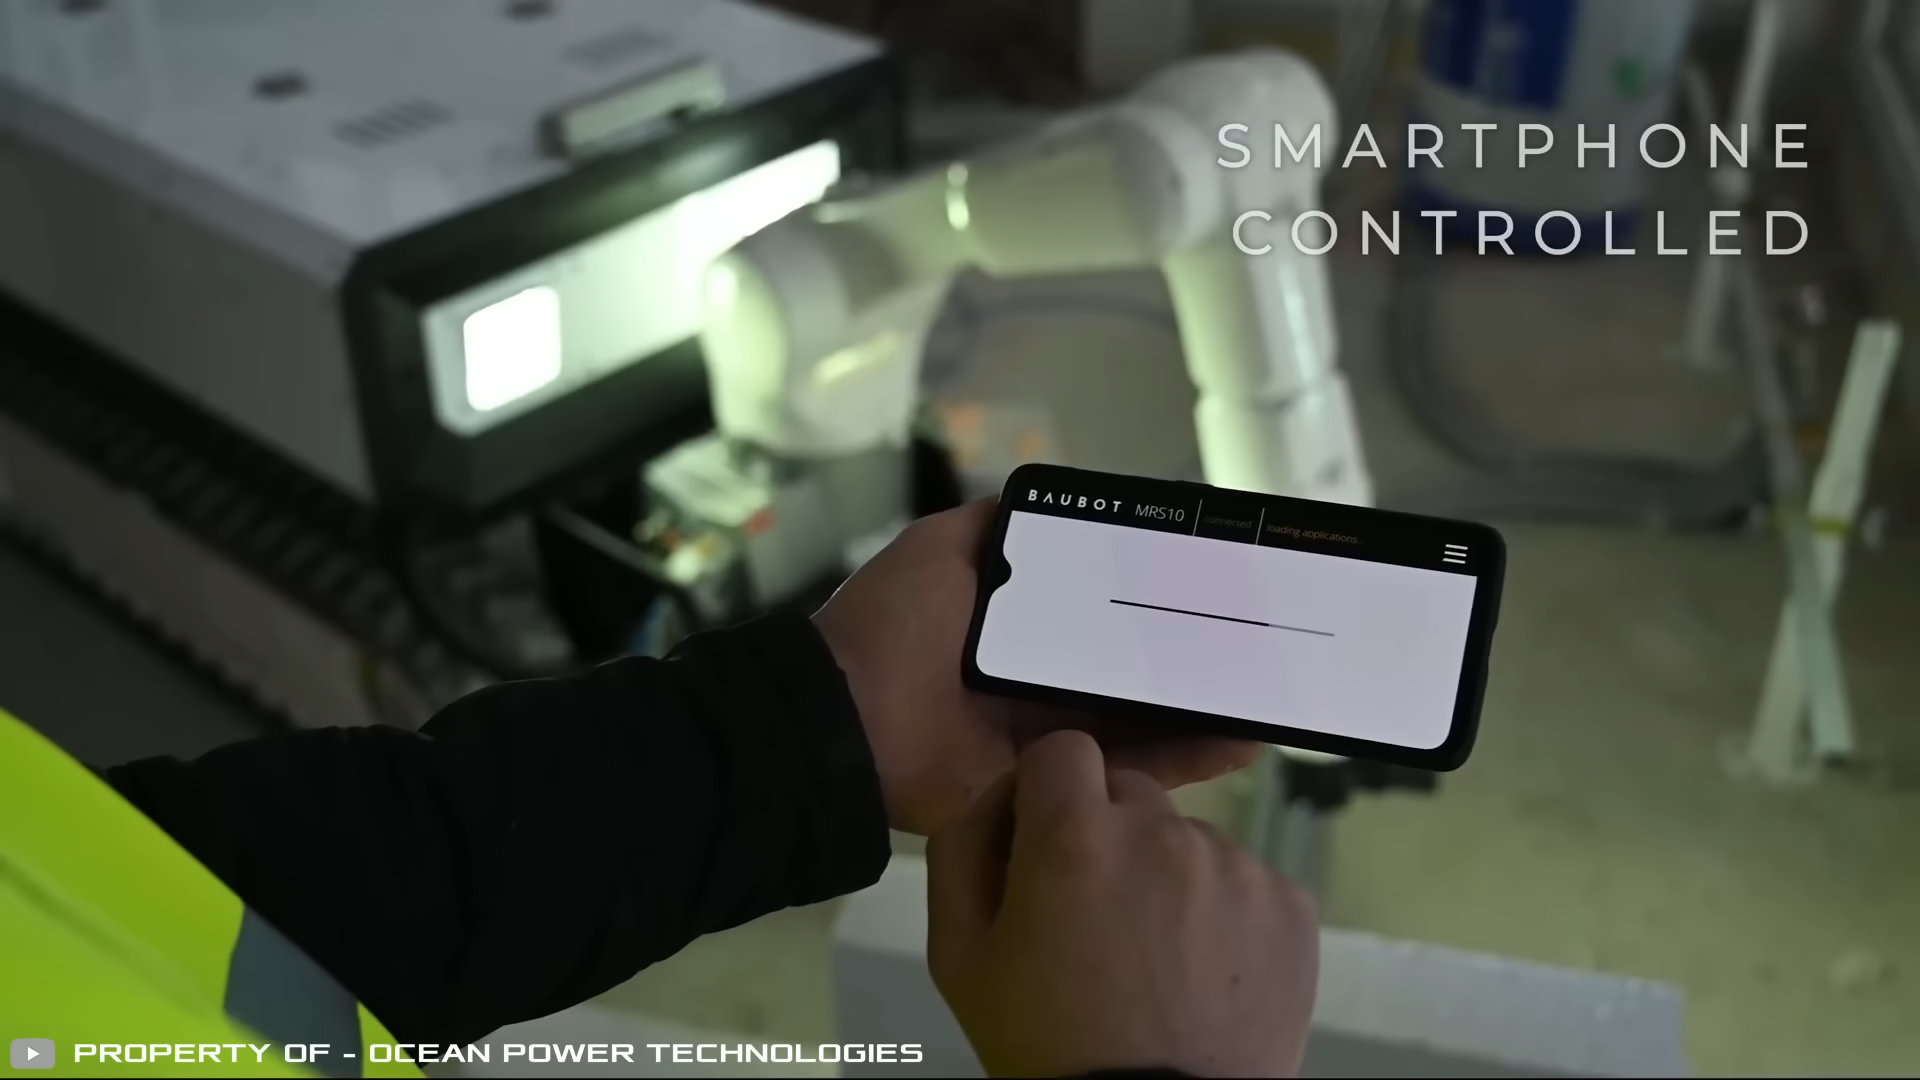 SMARTPHONE
CONTROLLED
BAUBOT MRS10 connected loading applications...
PROPERTY OF - OCEAN POWER TECHNOLOGIES